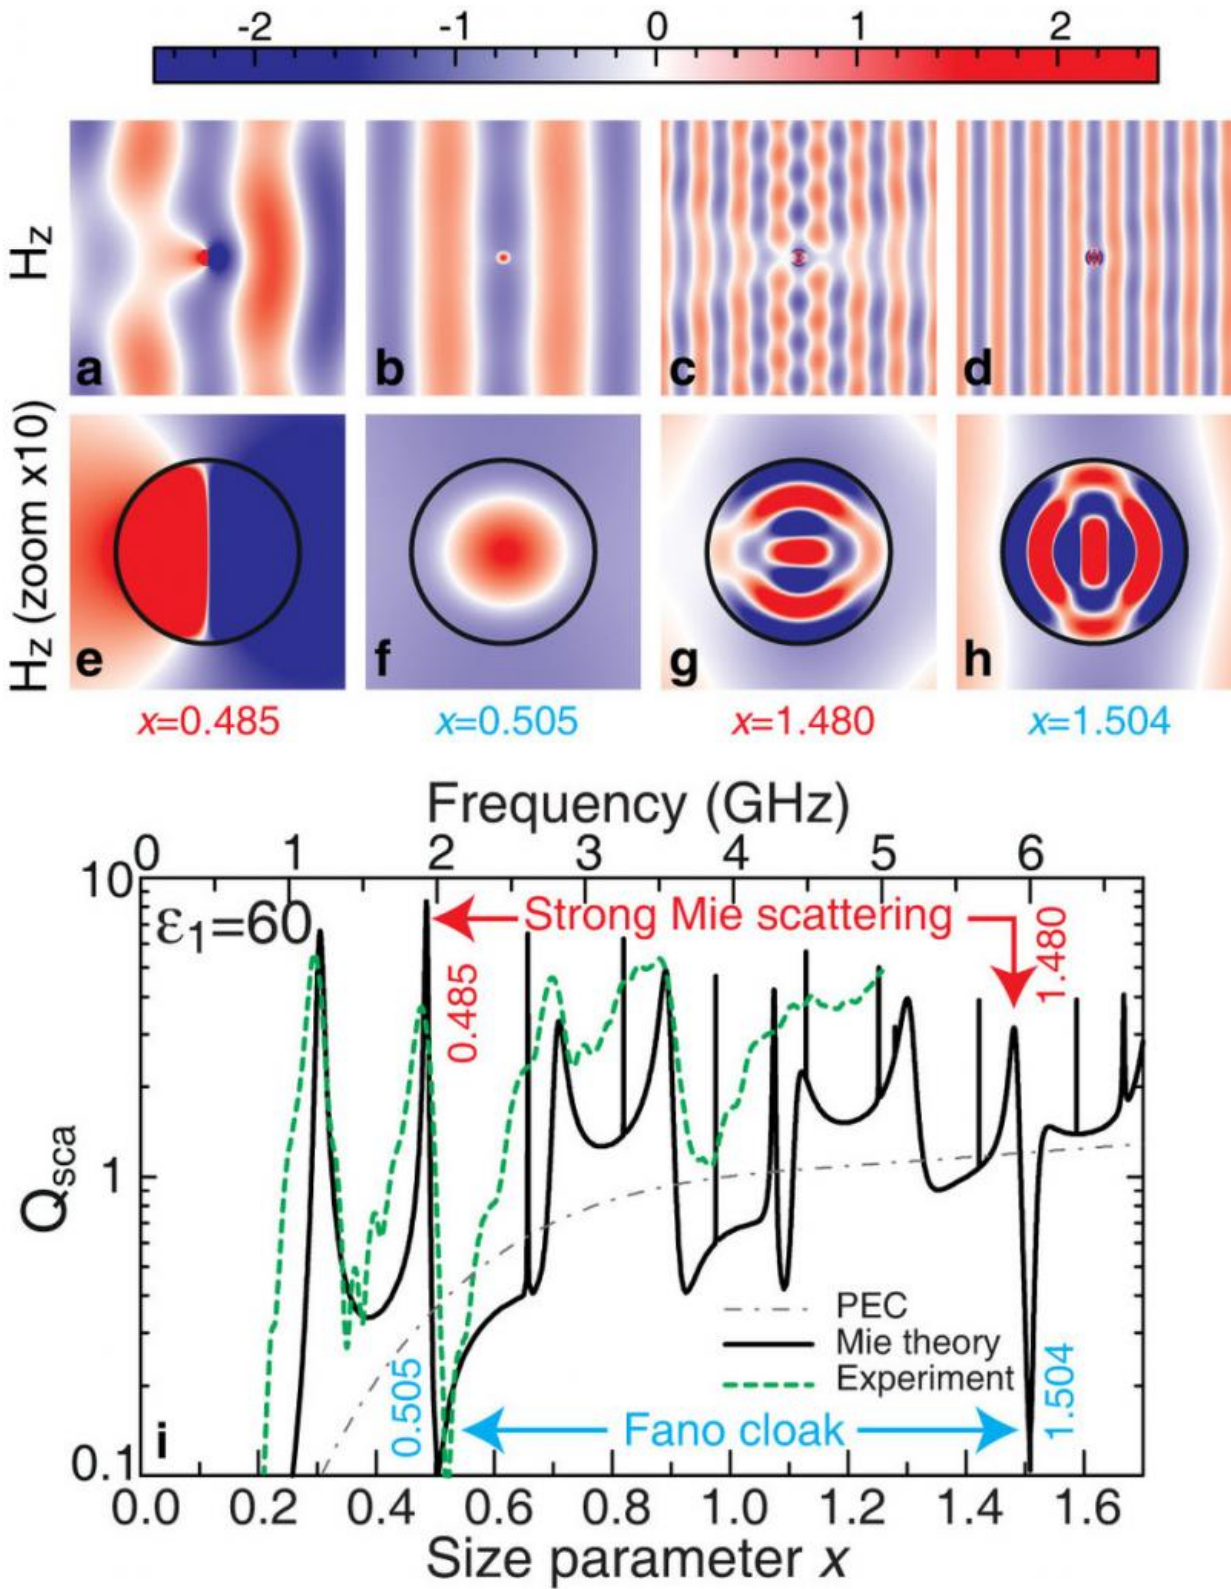 -2 -1 0 1 2
Hz
a b c d
Hz (zoom x10)
e f g h
x=0.485 x=0.505 x=1.480 x=1.504
Frequency (GHz)
0 1 2 3 4 5 6
10
ε1=60
Strong Mie scattering
0.485
1.480
Qsca
1
PEC
Mie theory
Experiment
0.505
Fano cloak
1.504
i
0.1
0.0 0.2 0.4 0.6 0.8 1.0 1.2 1.4 1.6
Size parameter x